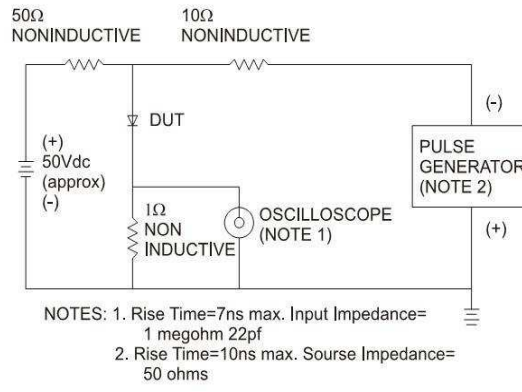 50Ω
NONINDUCTIVE
10Ω
NONINDUCTIVE
DUT
(+)
50Vdc
(approx)
(-)
(-)
PULSE
GENERATOR
(NOTE 2)
(+)
1Ω
NON
INDUCTIVE
OSCILLOSCOPE
(NOTE 1)
NOTES: 1. Rise Time=7ns max. Input Impedance=
1 megohm 22pf
2. Rise Time=10ns max. Sourse Impedance=
50 ohms